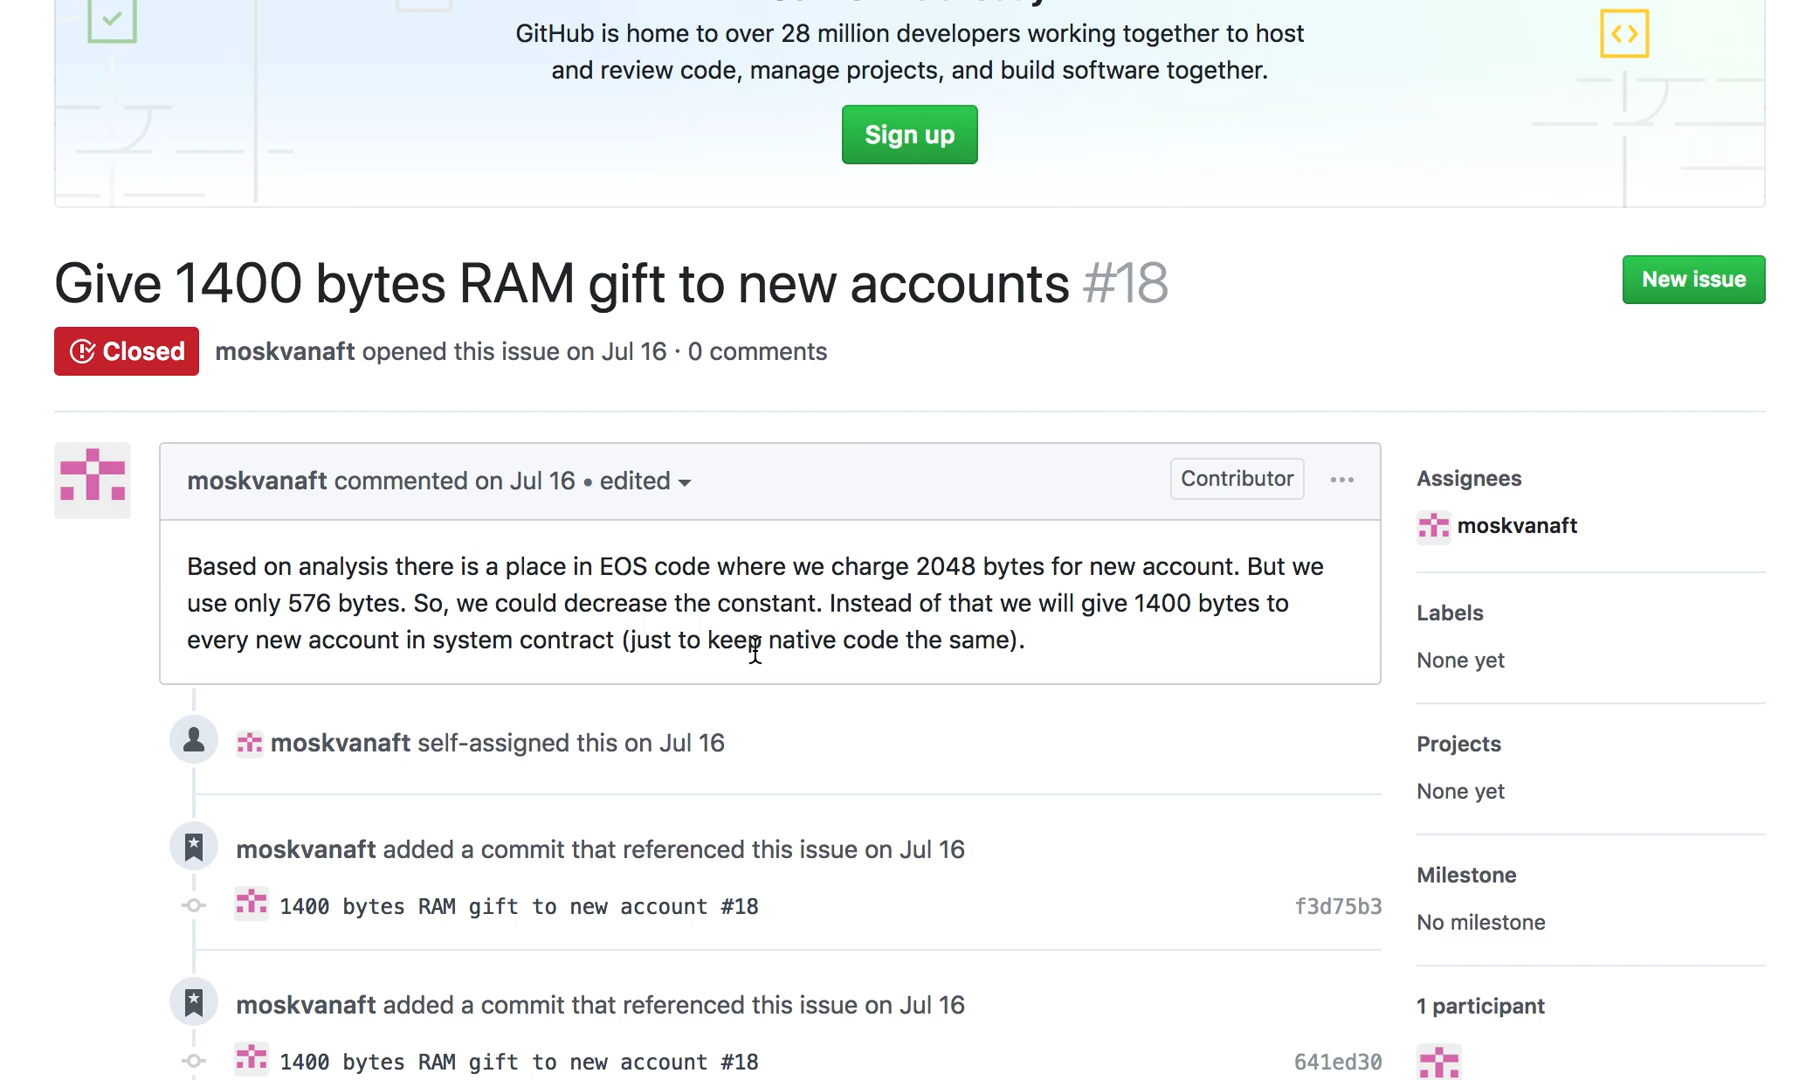 GitHub is home to over 28 million developers working together to host
and review code, manage projects, and build software together.
Sign up
Give 1400 bytes RAM gift to new accounts #18
New issue
Closed
moskvanaft opened this issue on Jul 16 · 0 comments
moskvanaft commented on Jul 16 • edited
Contributor
Based on analysis there is a place in EOS code where we charge 2048 bytes for new account. But we
use only 576 bytes. So, we could decrease the constant. Instead of that we will give 1400 bytes to
every new account in system contract (just to keep native code the same).
moskvanaft self-assigned this on Jul 16
moskvanaft added a commit that referenced this issue on Jul 16
1400 bytes RAM gift to new account #18
f3d75b3
moskvanaft added a commit that referenced this issue on Jul 16
1400 bytes RAM gift to new account #18
641ed30
Assignees
moskvanaft
Labels
None yet
Projects
None yet
Milestone
No milestone
1 participant